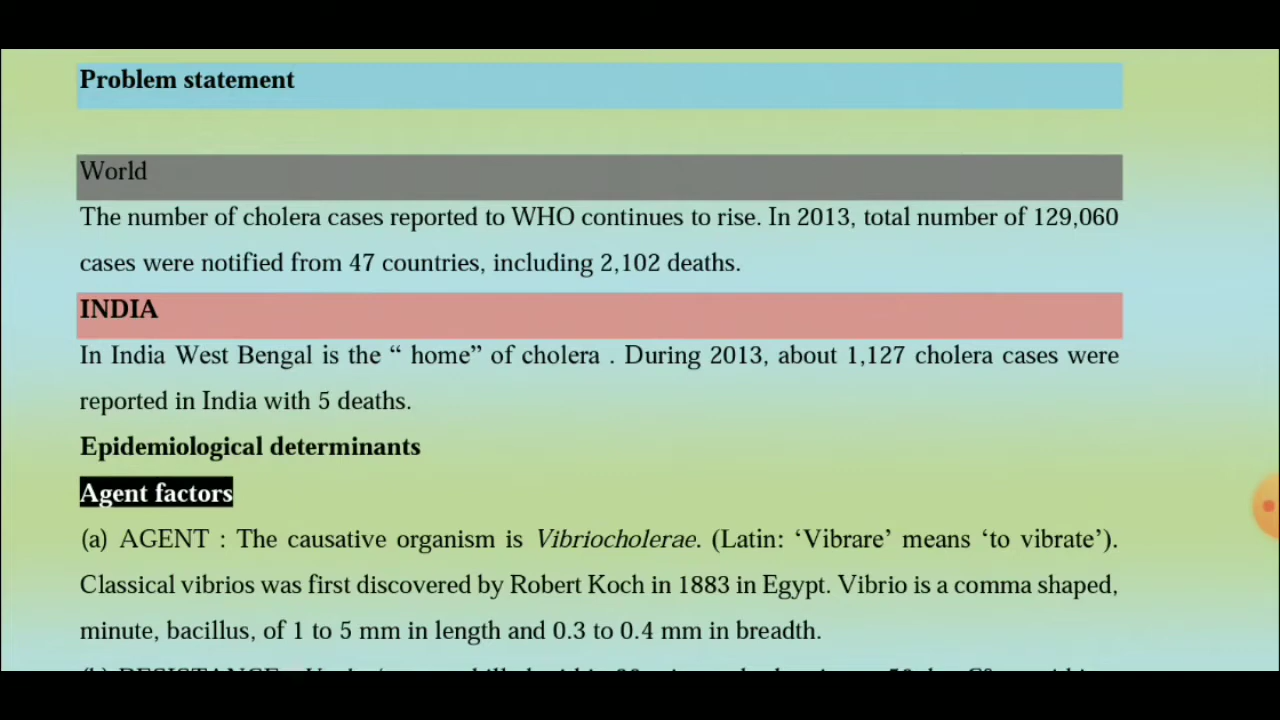 Problem statement
World
The number of cholera cases reported to WHO continues to rise. In 2013, total number of 129,060
cases were notified from 47 countries, including 2,102 deaths.
INDIA
In India West Bengal is the “ home” of cholera . During 2013, about 1,127 cholera cases were
reported in India with 5 deaths.
Epidemiological determinants
Agent factors
(a) AGENT : The causative organism is Vibriocholerae. (Latin: ‘Vibrare’ means ‘to vibrate’).
Classical vibrios was first discovered by Robert Koch in 1883 in Egypt. Vibrio is a comma shaped,
minute, bacillus, of 1 to 5 mm in length and 0.3 to 0.4 mm in breadth.